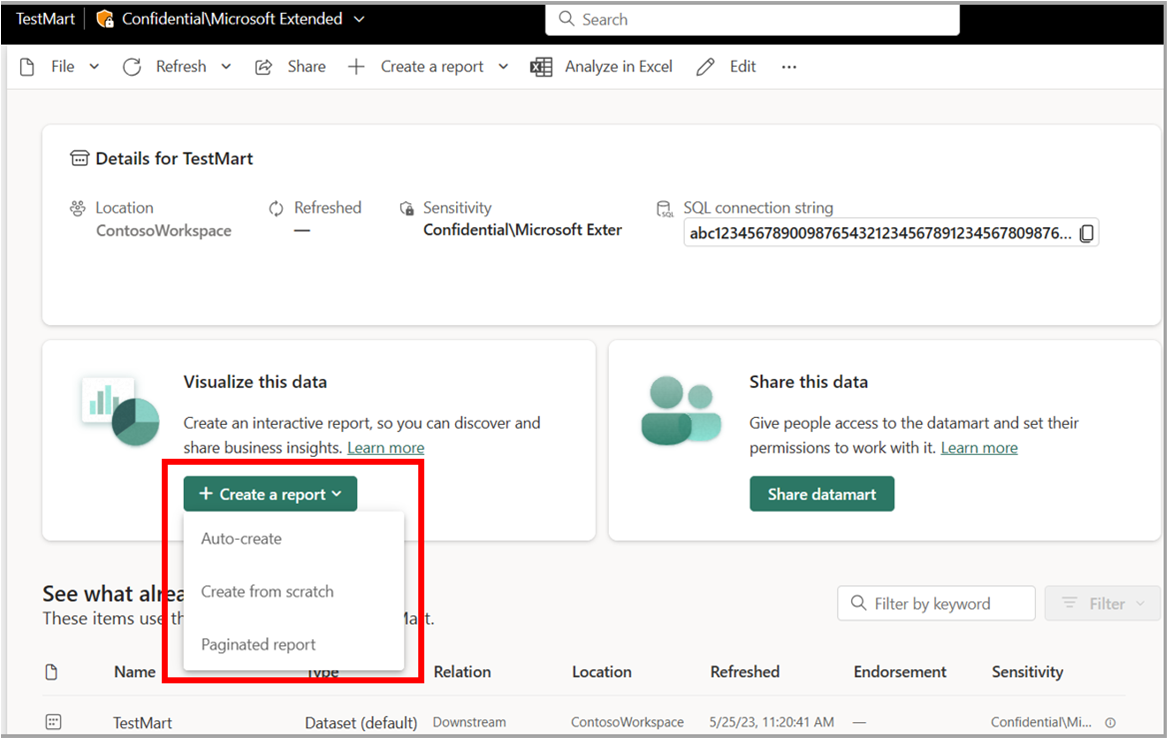 TestMart Confidential\Microsoft Extended Search
File Refresh Share Create a report Analyze in Excel Edit ...
Details for TestMart
Location Refreshed Sensitivity SQL connection string
ContosoWorkspace — Confidential\Microsoft Exter abc12345678900987654321234567891234567809876...
Visualize this data
Create an interactive report, so you can discover and
share business insights. Learn more
+ Create a report
Auto-create
Create from scratch
Paginated report
Share this data
Give people access to the datamart and set their
permissions to work with it. Learn more
Share datamart
See what alrea
These items use th Mart.
Filter by keyword Filter
Name Type Relation Location Refreshed Endorsement Sensitivity
TestMart Dataset (default) Downstream ContosoWorkspace 5/25/23, 11:20:41 AM — Confidential\Mi...